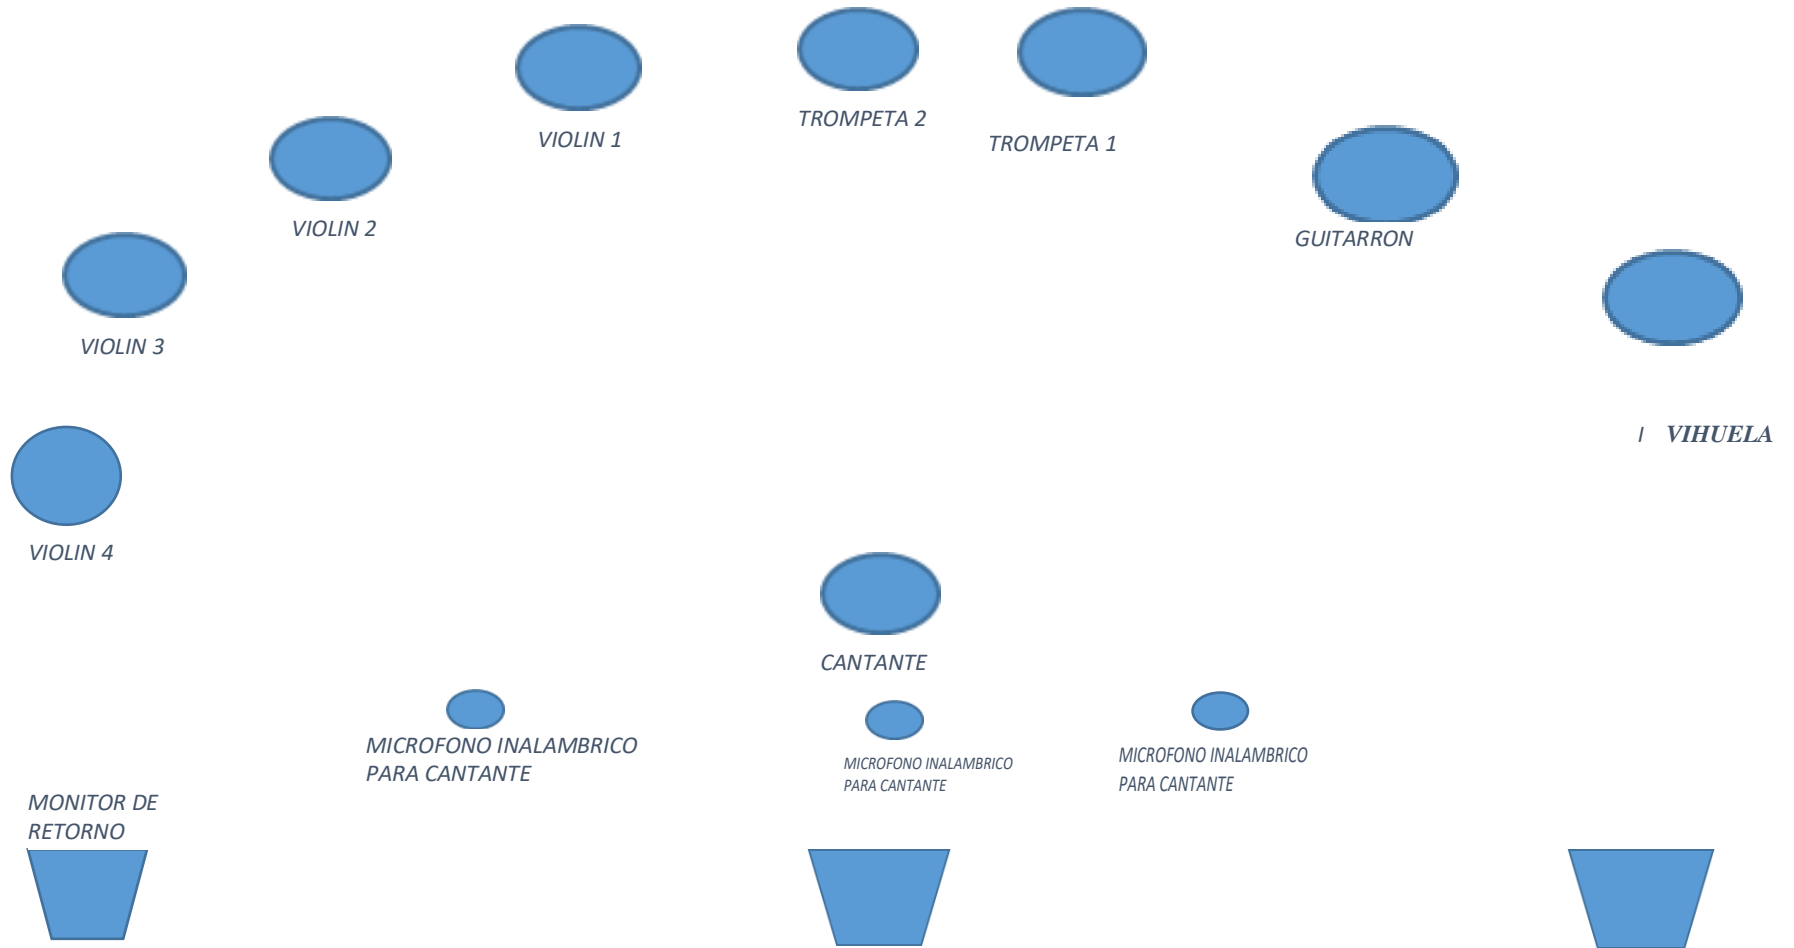 TROMPETA 2
VIOLIN 1
TROMPETA 1
VIOLIN 2
GUITARRON
VIOLIN 3
I VIHUELA
VIOLIN 4
CANTANTE
MICROFONO INALAMBRICO
PARA CANTANTE
MICROFONO INALAMBRICO
PARA CANTANTE
MICROFONO INALAMBRICO
PARA CANTANTE
MONITOR DE
RETORNO